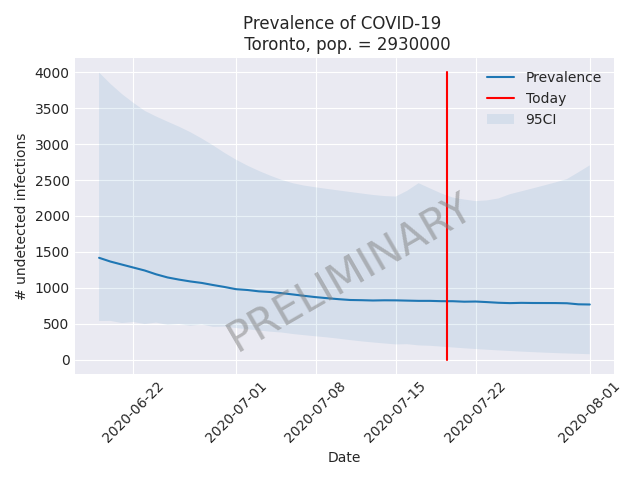 Prevalence of COVID-19
Toronto, pop. = 2930000
# undetected infections
4000
3500
3000
2500
2000
1500
1000
500
0
Prevalence
Today
95CI
PRELIMINARY
2020-06-22
2020-07-01
2020-07-08
2020-07-15
2020-07-22
2020-08-01
Date